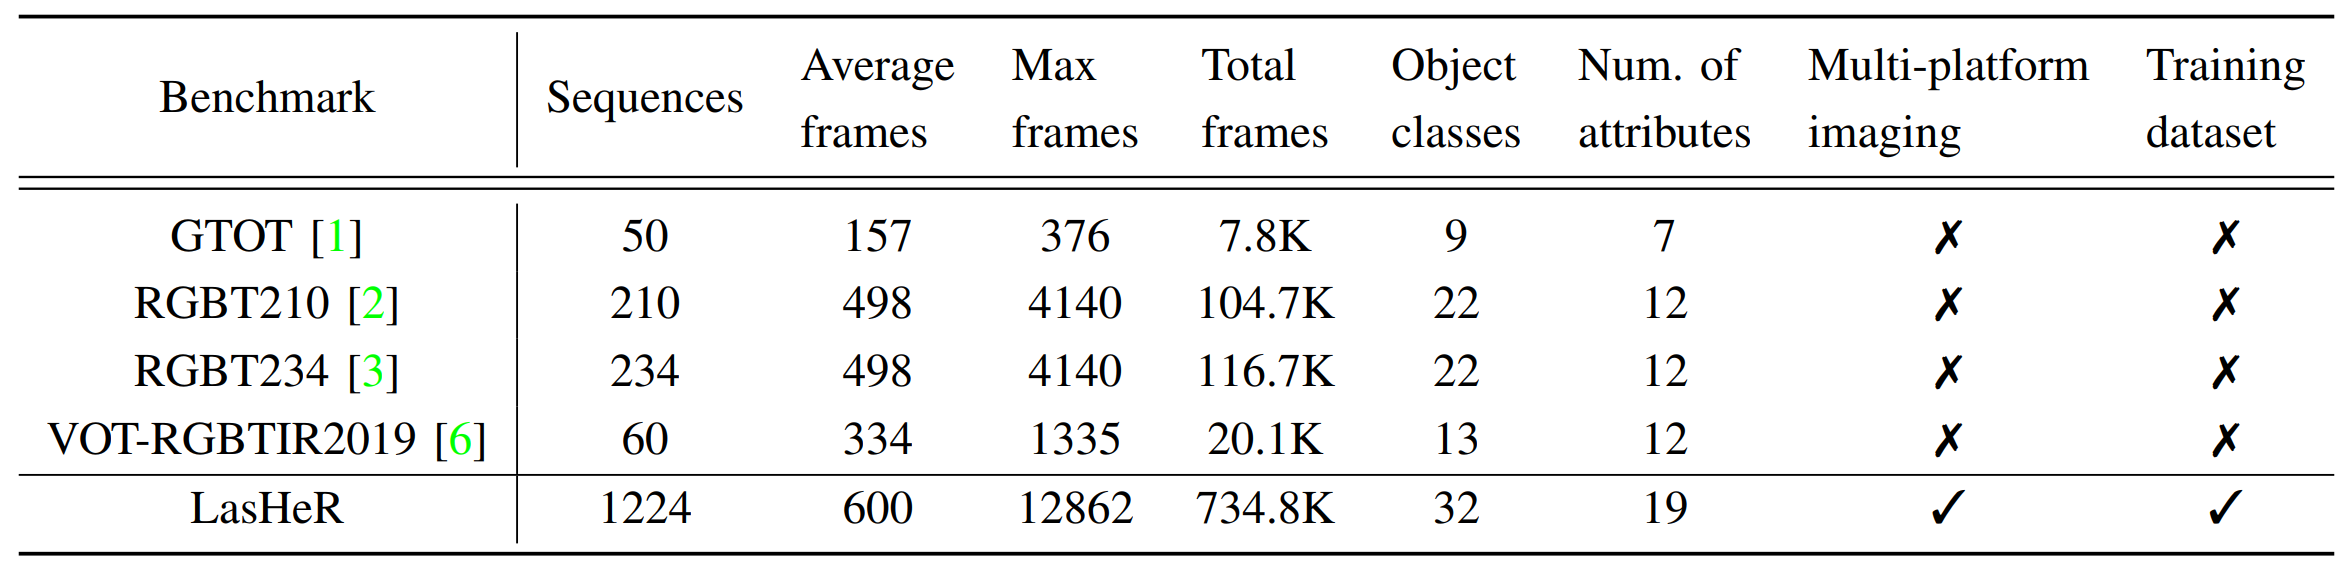 Benchmark Sequences Average frames Max frames Total frames Object classes Num. of attributes Multi-platform imaging Training dataset
GTOT [1] 50 157 376 7.8K 9 7 ✗ ✗
RGBT210 [2] 210 498 4140 104.7K 22 12 ✗ ✗
RGBT234 [3] 234 498 4140 116.7K 22 12 ✗ ✗
VOT-RGBTIR2019 [6] 60 334 1335 20.1K 13 12 ✗ ✗
LasHeR 1224 600 12862 734.8K 32 19 ✓ ✓